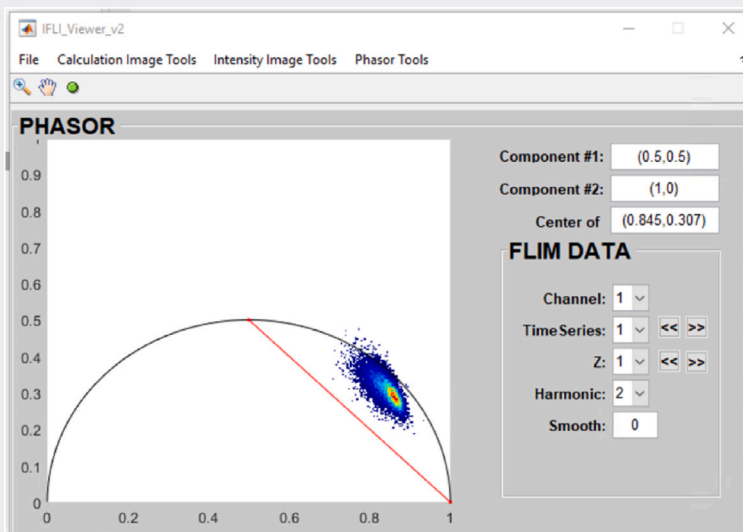 IFLI_Viewer_v2
File Calculation Image Tools Intensity Image Tools Phasor Tools
PHASOR
Component #1: (0.5,0.5)
Component #2: (1,0)
Center of (0.845,0.307)
FLIM DATA
Channel: 1
TimeSeries: 1 << >>
Z: 1 << >>
Harmonic: 2
Smooth: 0
0.9
0.8
0.7
0.6
0.5
0.4
0.3
0.2
0.1
0
0 0.2 0.4 0.6 0.8 1